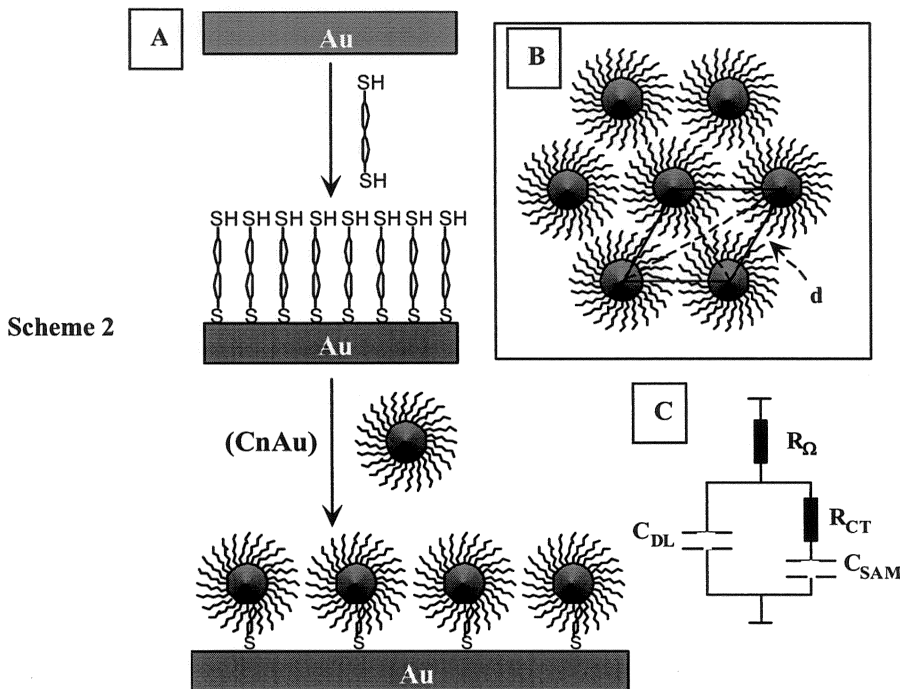 A
Au
SH
SH
SH SH SH SH SH SH SH SH
S S S S S S S S
Au
Scheme 2
(CnAu)
S S S S
Au
B
d
C
RΩ
CDL
RCT
CSAM